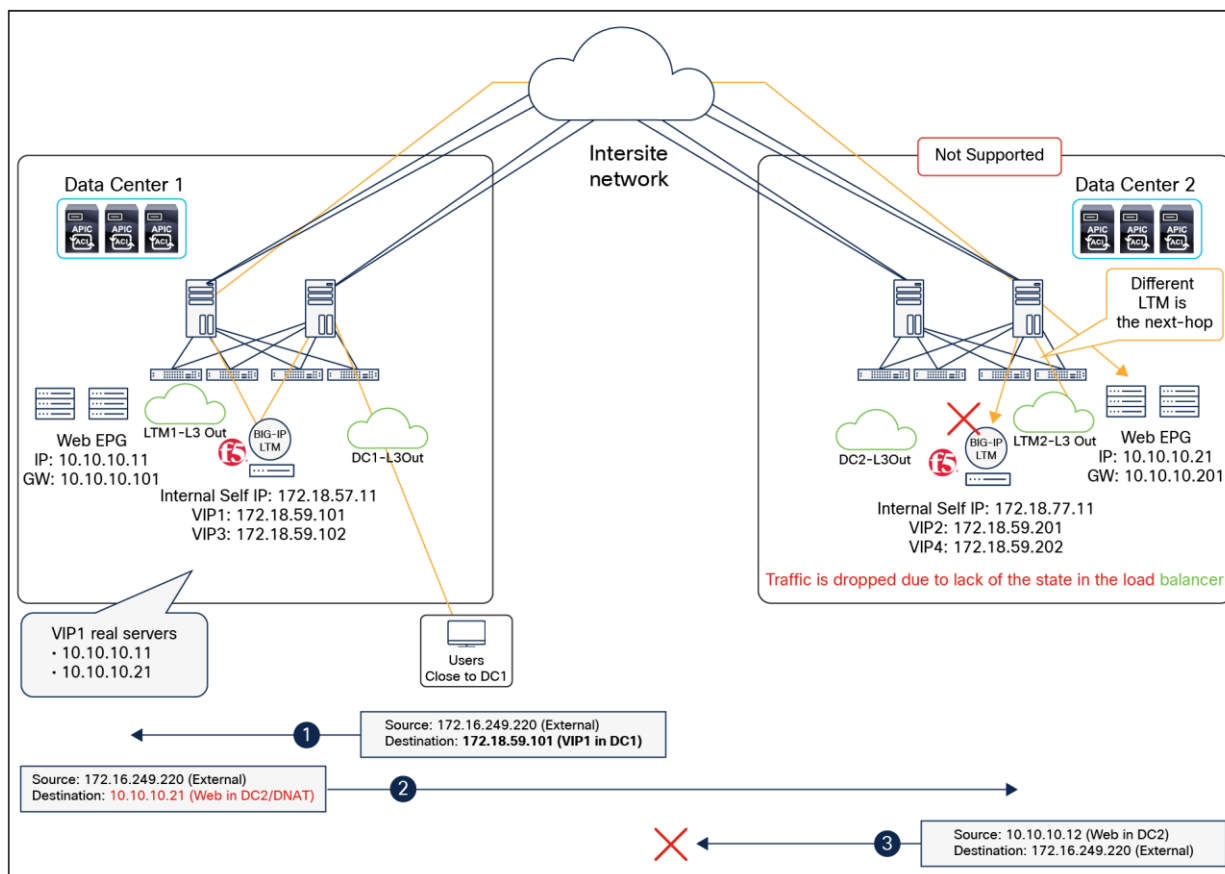 Intersite
network
Not Supported
Data Center 1
APIC
ACI
APIC
ACI
APIC
ACI
Data Center 2
APIC
ACI
APIC
ACI
APIC
ACI
Different
LTM is
the next-hop
Web EPG
IP: 10.10.10.11
GW: 10.10.10.101
LTM1-L3 Out
f5
BIG-IP
LTM
DC1-L3Out
Internal Self IP: 172.18.57.11
VIP1: 172.18.59.101
VIP3: 172.18.59.102
DC2-L3Out
f5
BIG-IP
LTM
LTM2-L3 Out
Web EPG
IP: 10.10.10.21
GW: 10.10.10.201
Internal Self IP: 172.18.77.11
VIP2: 172.18.59.201
VIP4: 172.18.59.202
Traffic is dropped due to lack of the state in the load balancer
VIP1 real servers
• 10.10.10.11
• 10.10.10.21
Users
Close to DC1
1
Source: 172.16.249.220 (External)
Destination: 172.18.59.101 (VIP1 in DC1)
Source: 172.16.249.220 (External)
Destination: 10.10.10.21 (Web in DC2/DNAT)
2
3
Source: 10.10.10.12 (Web in DC2)
Destination: 172.16.249.220 (External)